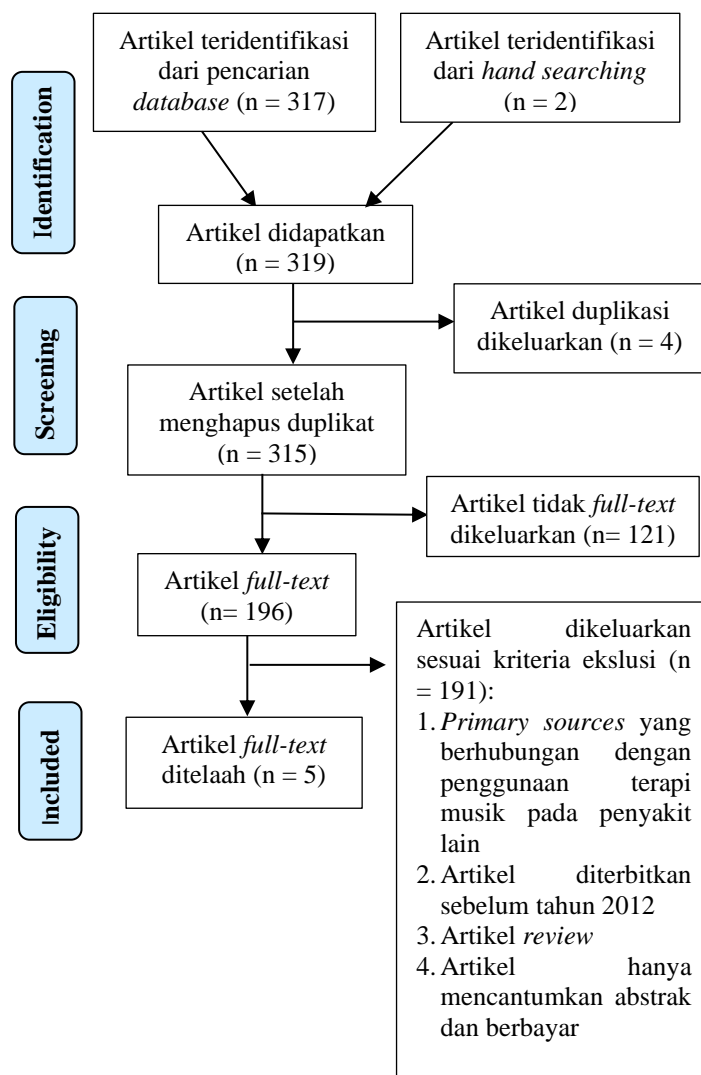 Artikel teridentifikasi
dari pencarian
database (n = 317)
Artikel teridentifikasi
dari hand searching
(n = 2)
Identification
Artikel didapatkan
(n = 319)
Artikel duplikasi
dikeluarkan (n = 4)
Screening
Artikel setelah
menghapus duplikat
(n = 315)
Artikel tidak full-text
dikeluarkan (n= 121)
Eligibility
Artikel full-text
(n= 196)
Artikel dikeluarkan
sesuai kriteria ekslusi (n
= 191):
1. Primary sources yang
berhubungan dengan
penggunaan terapi
musik pada penyakit
lain
2. Artikel diterbitkan
sebelum tahun 2012
3. Artikel review
4. Artikel hanya
mencantumkan abstrak
dan berbayar
Included
Artikel full-text
ditelaah (n = 5)